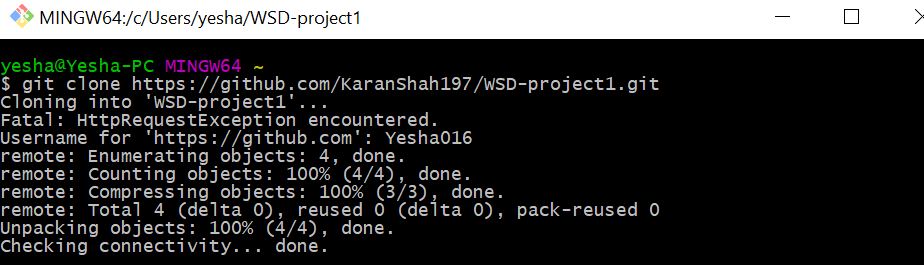 MINGW64:/c/Users/yesha/WSD-project1
yesha@Yesha-PC MINGW64 ~
$ git clone https://github.com/KaranShah197/WSD-project1.git
Cloning into 'WSD-project1'...
Fatal: HttpRequestException encountered.
Username for 'https://github.com': Yesha016
remote: Enumerating objects: 4, done.
remote: Counting objects: 100% (4/4), done.
remote: Compressing objects: 100% (3/3), done.
remote: Total 4 (delta 0), reused 0 (delta 0), pack-reused 0
Unpacking objects: 100% (4/4), done.
Checking connectivity... done.